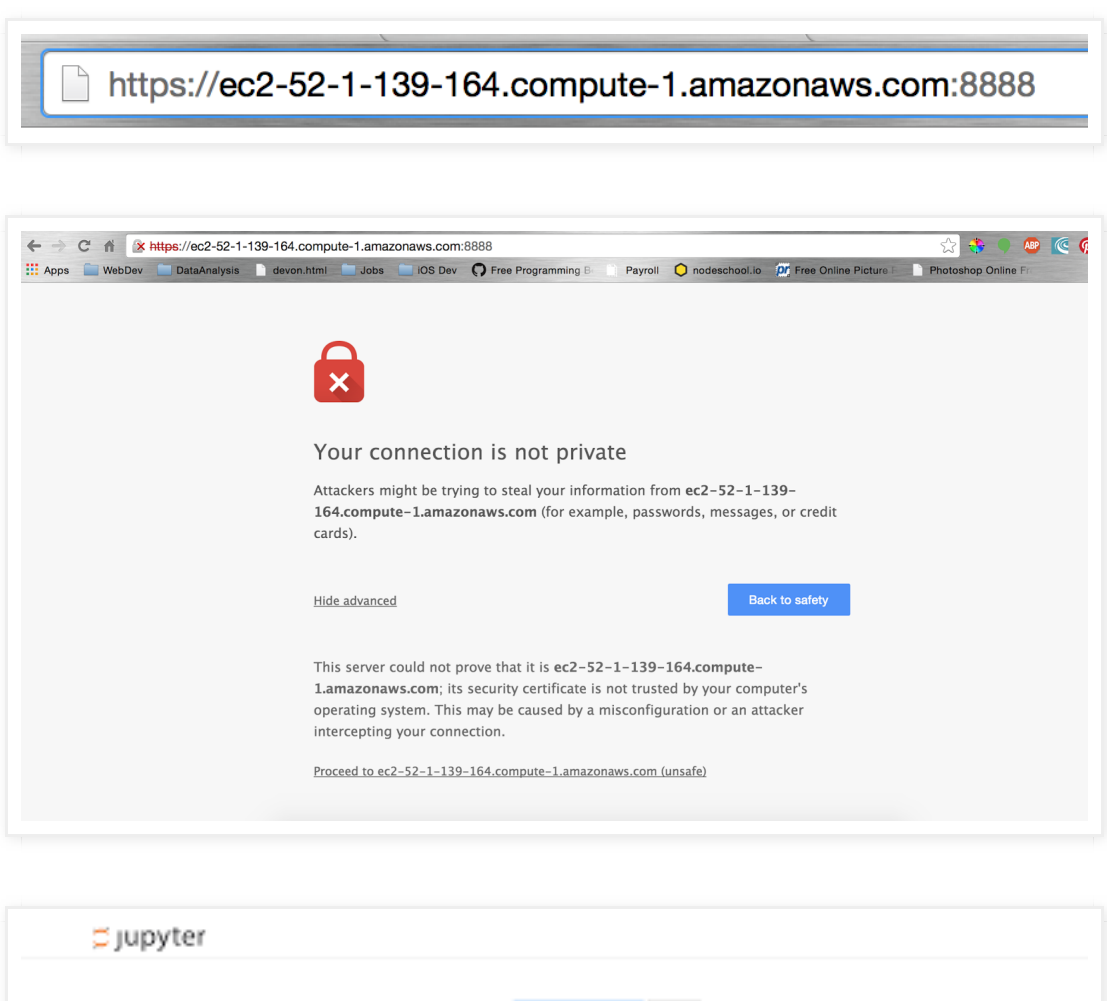 https://ec2-52-1-139-164.compute-1.amazonaws.com:8888
https://ec2-52-1-139-164.compute-1.amazonaws.com:8888
ABP
Apps WebDev DataAnalysis devon.html Jobs iOS Dev Free Programming B Payroll nodeschool.io pr Free Online Picture Photoshop Online Fr
Your connection is not private
Attackers might be trying to steal your information from ec2-52-1-139-
164.compute-1.amazonaws.com (for example, passwords, messages, or credit
cards).
Hide advanced Back to safety
This server could not prove that it is ec2-52-1-139-164.compute-
1.amazonaws.com; its security certificate is not trusted by your computer's
operating system. This may be caused by a misconfiguration or an attacker
intercepting your connection.
Proceed to ec2-52-1-139-164.compute-1.amazonaws.com (unsafe)
jupyter